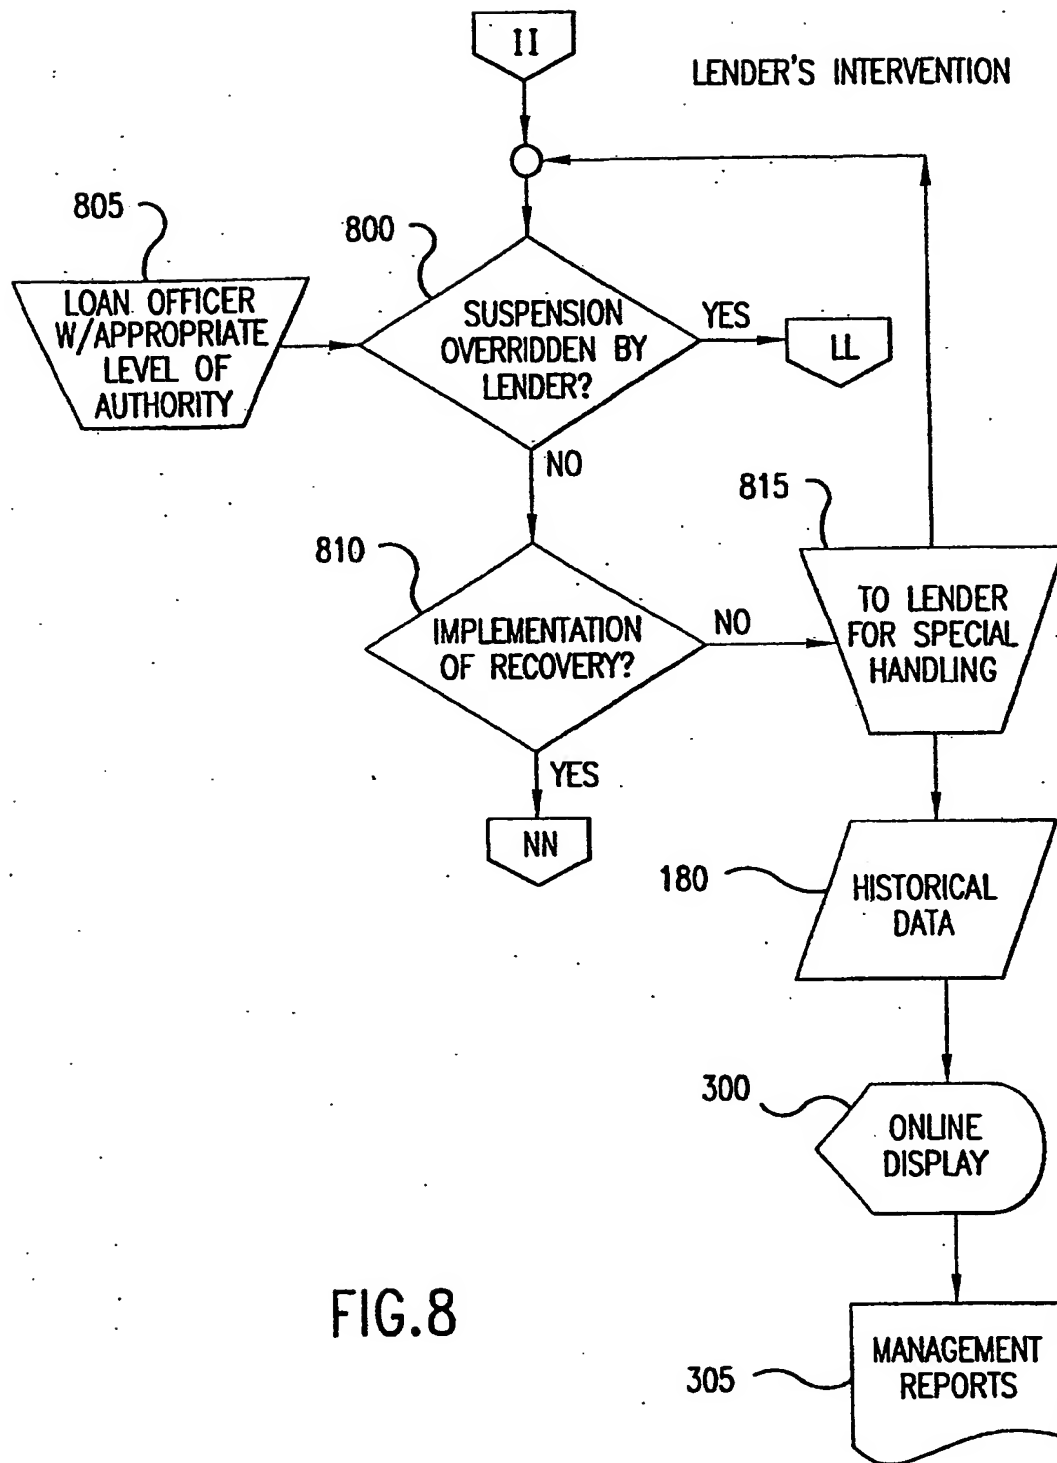 II
LENDER'S INTERVENTION
805
800
LOAN OFFICER
W/APPROPRIATE
LEVEL OF
AUTHORITY
SUSPENSION
OVERRIDDEN BY
LENDER?
YES
LL
NO
815
810
IMPLEMENTATION
OF RECOVERY?
NO
TO LENDER
FOR SPECIAL
HANDLING
YES
NN
180
HISTORICAL
DATA
300
ONLINE
DISPLAY
FIG.8
305
MANAGEMENT
REPORTS